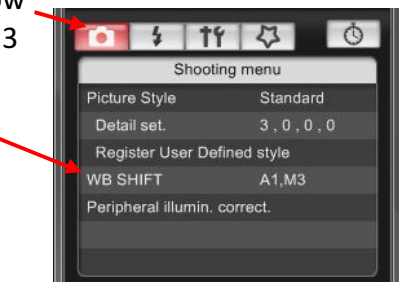 3
Shooting menu
Picture Style Standard
Detail set. 3 , 0 , 0 , 0
Register User Defined style
WB SHIFT A1,M3
Peripheral illumin. correct.